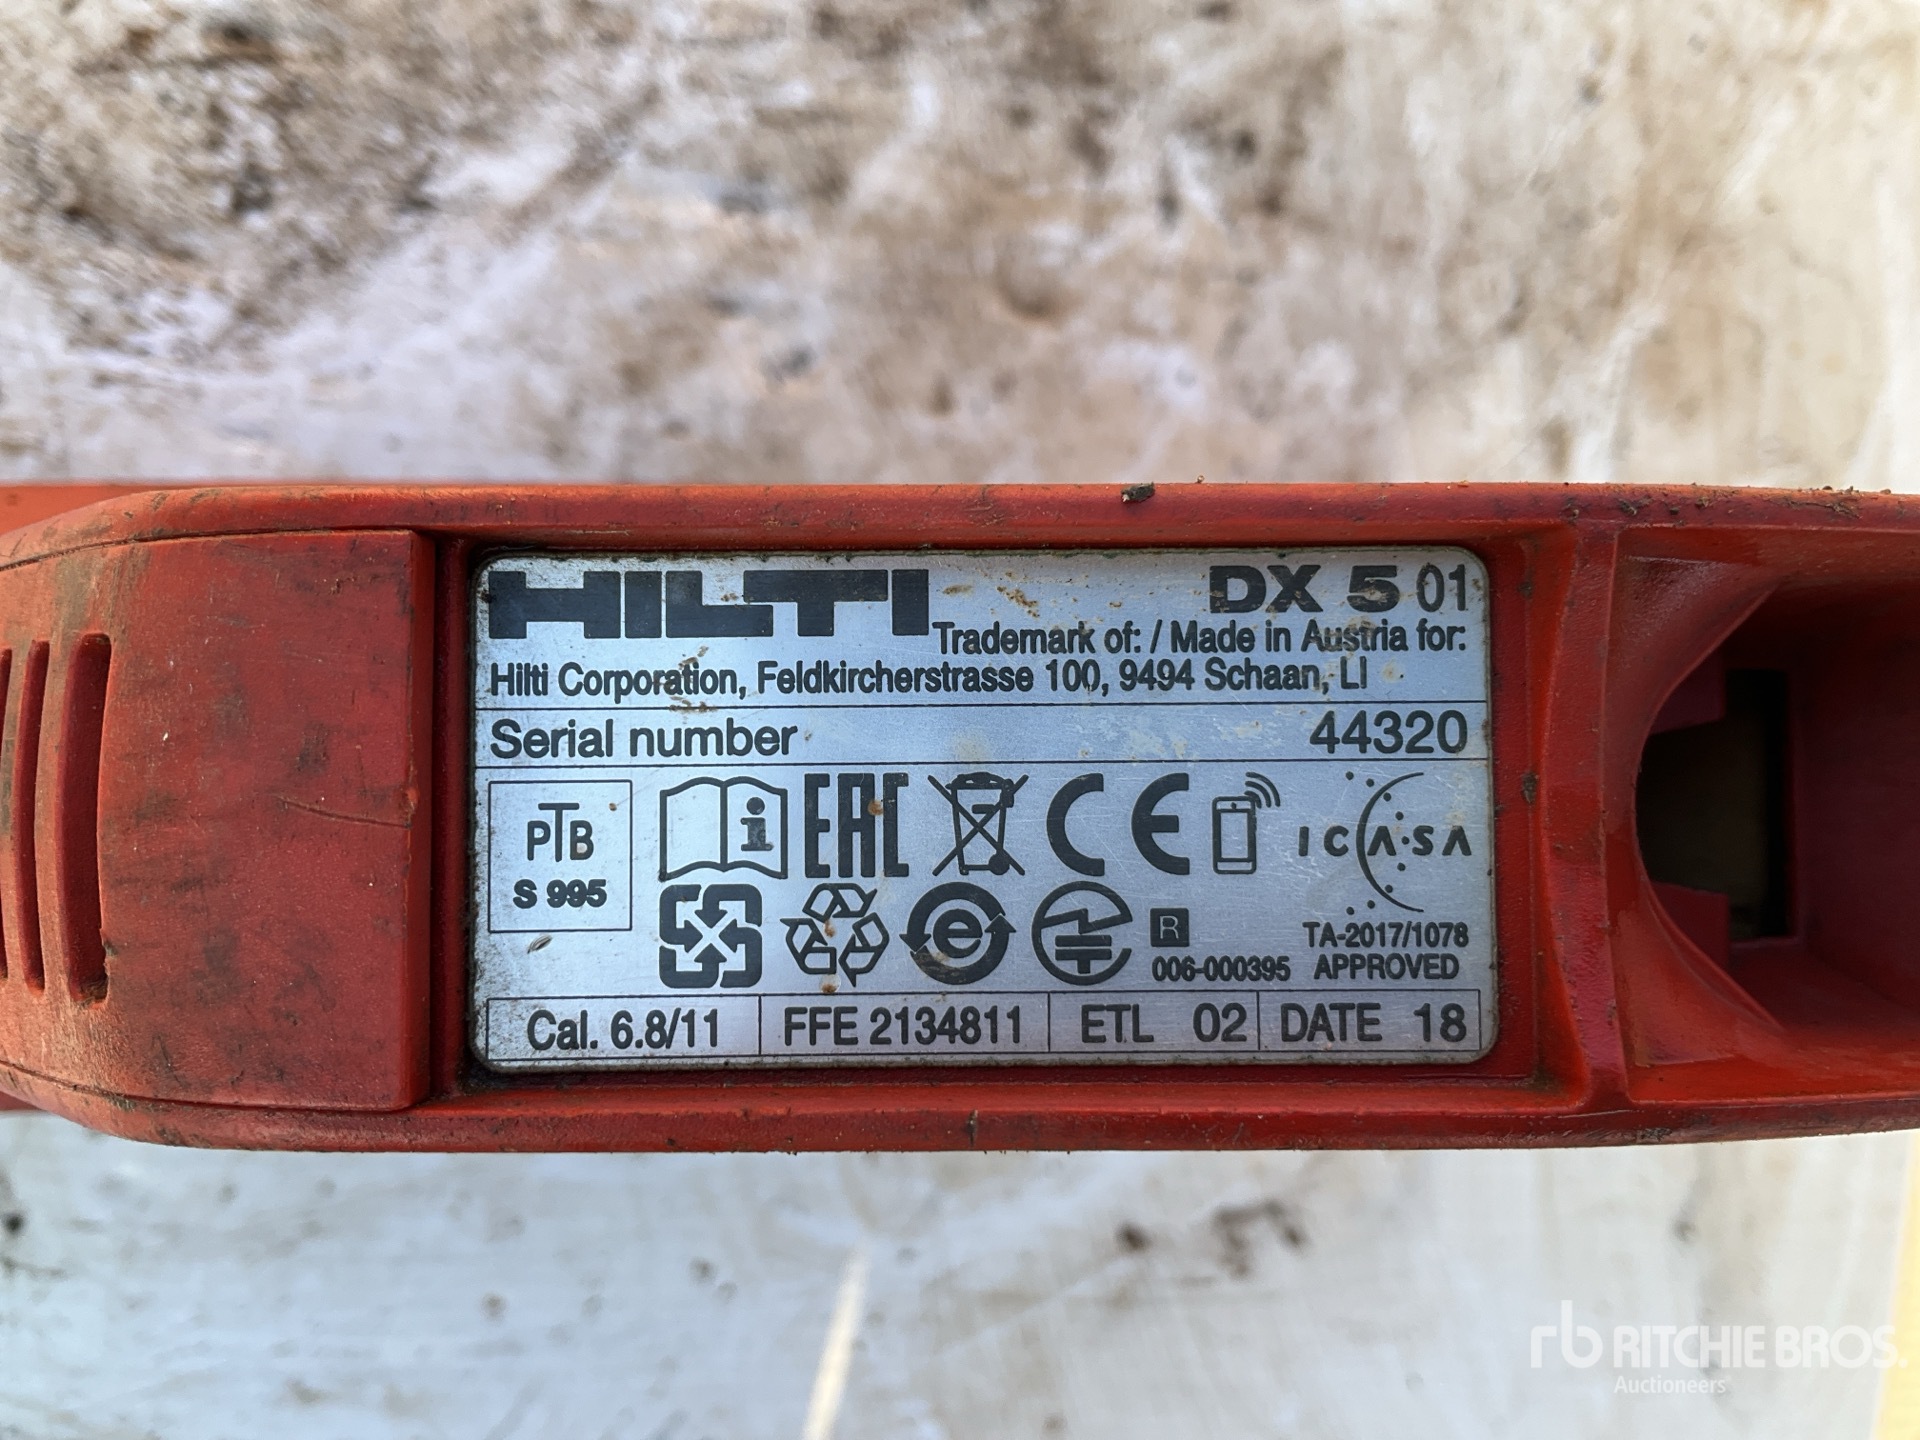 HILTI DX 5 01
Trademark of: / Made in Austria for:
Hilti Corporation, Feldkircherstrasse 100, 9494 Schaan, LI
Serial number 44320
PTB
S 995
i EAC CE ICASA
e R
006-000395
TA-2017/1078
APPROVED
Cal. 6.8/11 FFE 2134811 ETL 02 DATE 18
rb RITCHIE BROS.
Auctioneers